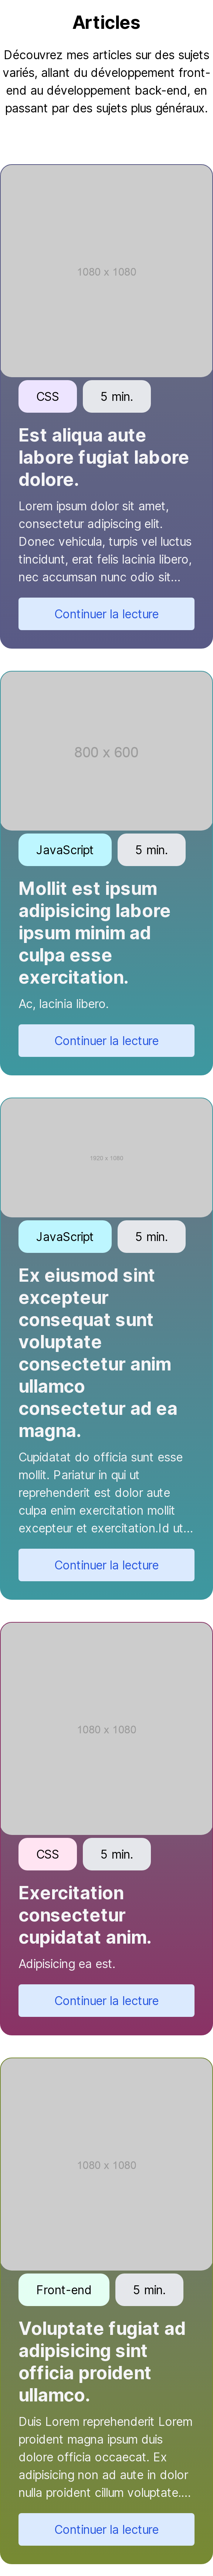 Articles
Découvrez mes articles sur des sujets
variés, allant du développement front-
end au développement back-end, en
passant par des sujets plus généraux.
1080 x 1080
CSS 5 min.
Est aliqua aute
labore fugiat labore
dolore.
Lorem ipsum dolor sit amet,
consectetur adipiscing elit.
Donec vehicula, turpis vel luctus
tincidunt, erat felis lacinia libero,
nec accumsan nunc odio sit...
Continuer la lecture
800 x 600
JavaScript 5 min.
Mollit est ipsum
adipisicing labore
ipsum minim ad
culpa esse
exercitation.
Ac, lacinia libero.
Continuer la lecture
1920 x 1080
JavaScript 5 min.
Ex eiusmod sint
excepteur
consequat sunt
voluptate
consectetur anim
ullamco
consectetur ad ea
magna.
Cupidatat do officia sunt esse
mollit. Pariatur in qui ut
reprehenderit est dolor aute
culpa enim exercitation mollit
excepteur et exercitation.Id ut...
Continuer la lecture
1080 x 1080
CSS 5 min.
Exercitation
consectetur
cupidatat anim.
Adipisicing ea est.
Continuer la lecture
1080 x 1080
Front-end 5 min.
Voluptate fugiat ad
adipisicing sint
officia proident
ullamco.
Duis Lorem reprehenderit Lorem
proident magna ipsum duis
dolore officia occaecat. Ex
adipisicing non ad aute in dolor
nulla proident cillum voluptate....
Continuer la lecture